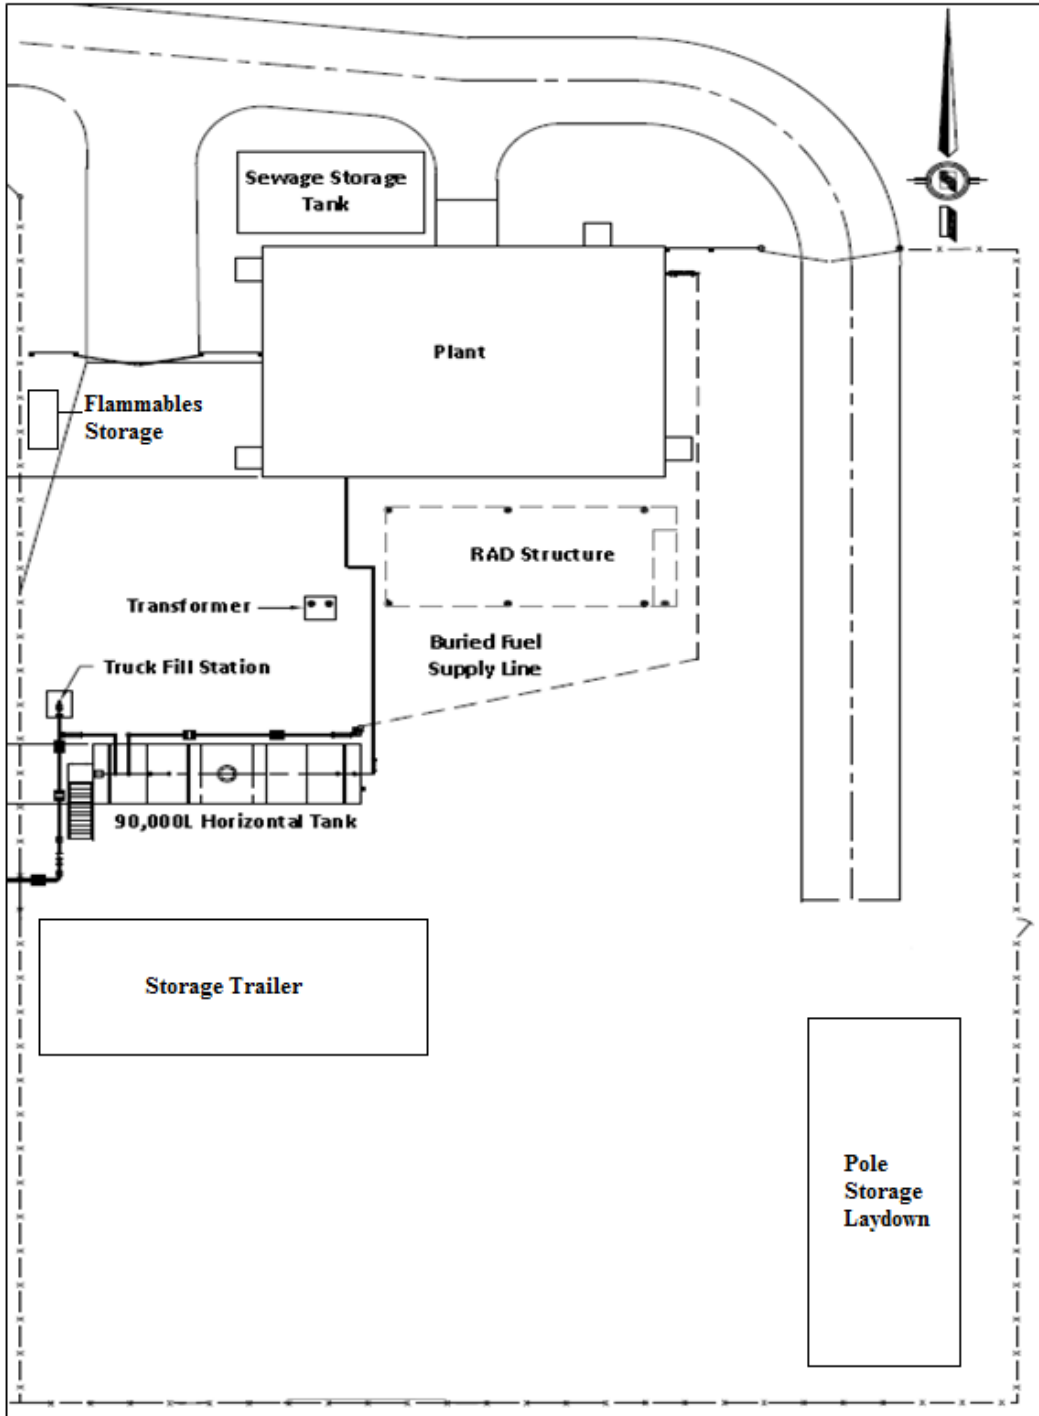 Sewage Storage
Tank
Plant
Flammables
Storage
RAD Structure
Transformer
Buried Fuel
Supply Line
Truck Fill Station
90,000L Horizontal Tank
Storage Trailer
Pole
Storage
Laydown